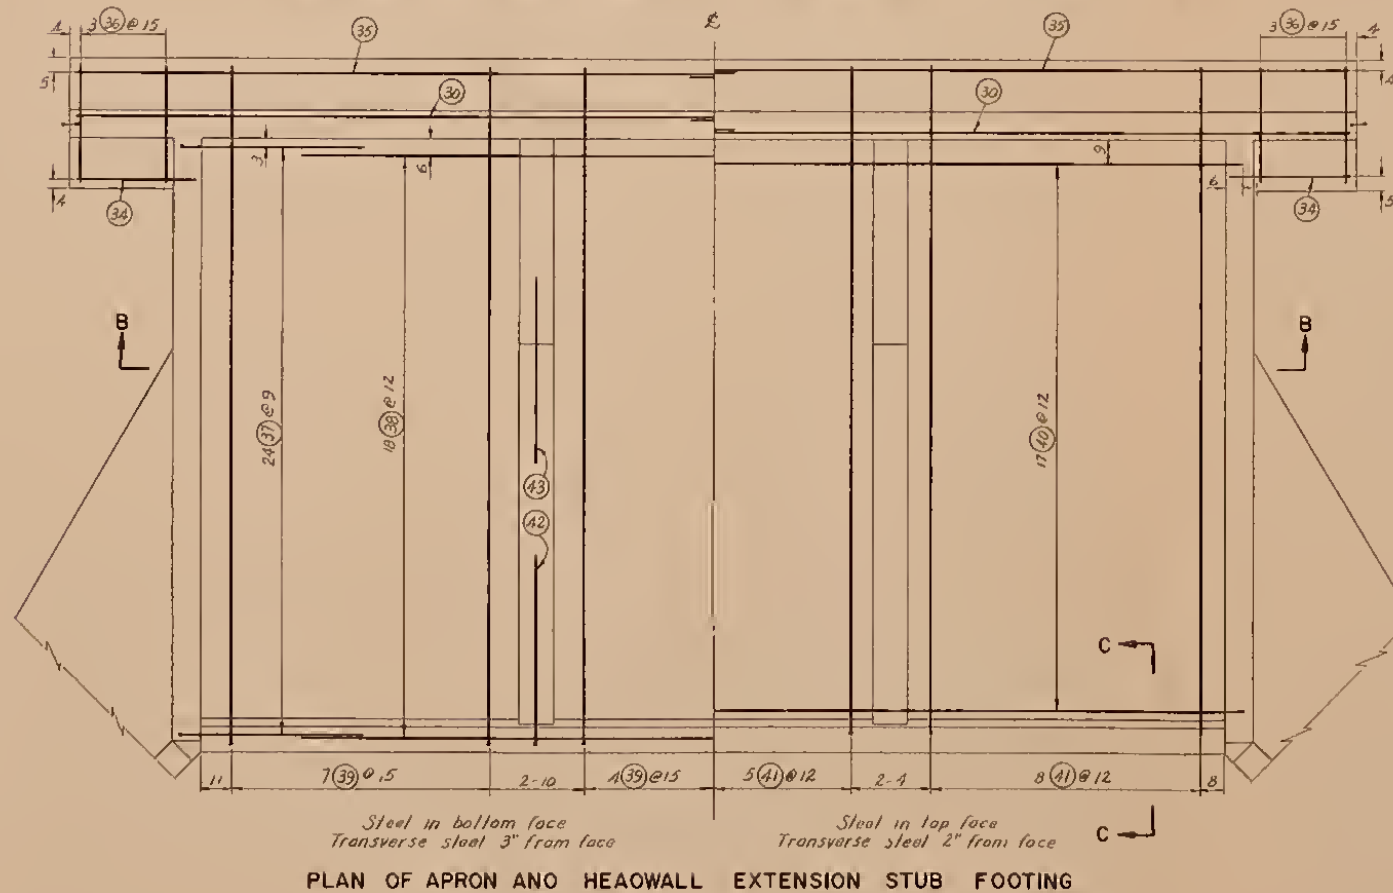 4
3 (36) @ 15
(35)
℄
(35)
3 (36) @ 15
4
5
(30)
(30)
4
3
6
9
6
4
(34)
(34)
5
B
B
24 (37) @ 9
18 (38) @ 12
17 (40) @ 12
(43)
(42)
C
11
7 (39) @ 15
2-10
4 (39) @ 15
5 (41) @ 12
2-4
8 (41) @ 12
8
Steel in bottom face
Transverse steel 3" from face
Steel in top face
Transverse steel 2" from face
C
PLAN OF APRON AND HEADWALL EXTENSION STUB FOOTING